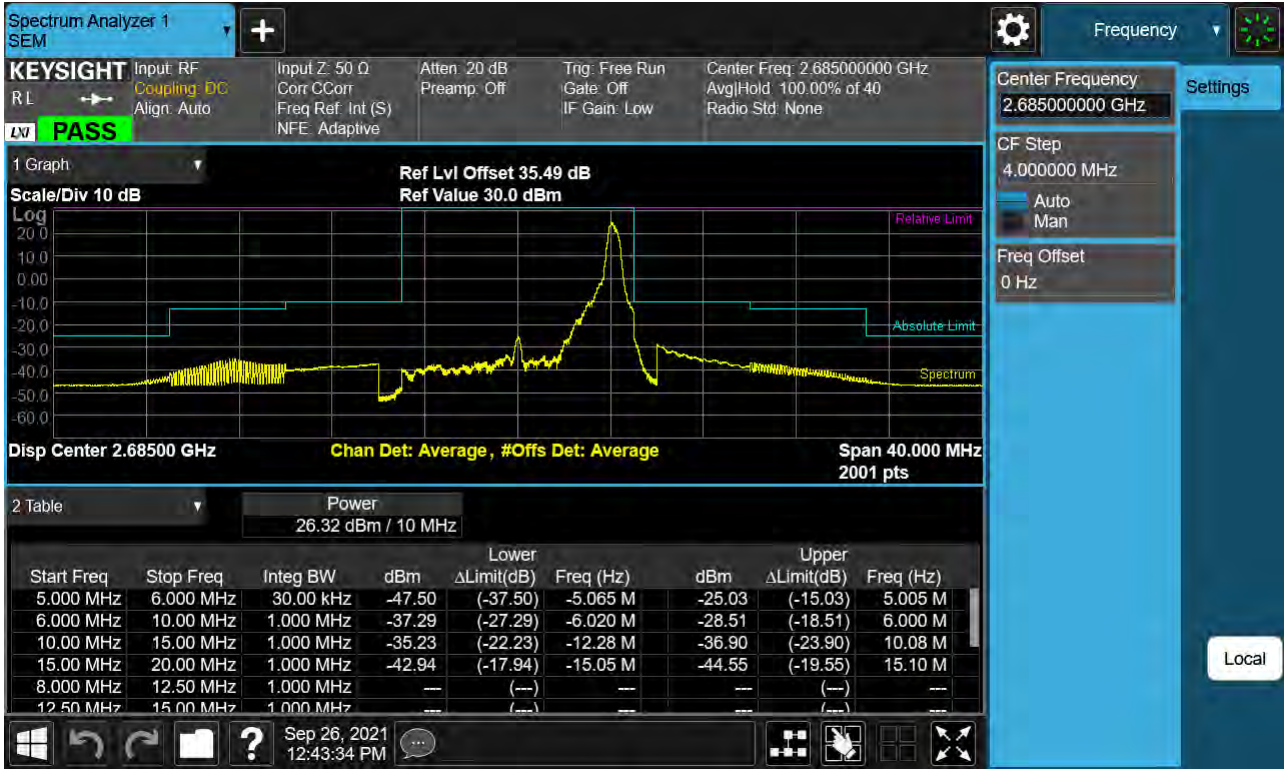 Spectrum Analyzer 1
SEM
Frequency
KEYSIGHT
RL
LXI
PASS
Input: RF
Coupling: DC
Align: Auto
Input Z: 50 Ω
Corr CCorr
Freq Ref: Int (S)
NFE: Adaptive
Atten: 20 dB
Preamp: Off
Trig: Free Run
Gate: Off
IF Gain: Low
Center Freq: 2.685000000 GHz
Avg|Hold: 100.00% of 40
Radio Std: None
Center Frequency
2.685000000 GHz
Settings
CF Step
4.000000 MHz
Auto
Man
Freq Offset
0 Hz
1 Graph
Ref Lvl Offset 35.49 dB
Scale/Div 10 dB
Ref Value 30.0 dBm
Log
20.0
10.0
0.00
-10.0
-20.0
-30.0
-40.0
-50.0
-60.0
Relative Limit
Absolute Limit
Spectrum
Disp Center 2.68500 GHz
Chan Det: Average , #Offs Det: Average
Span 40.000 MHz
2001 pts
2 Table
Power
26.32 dBm / 10 MHz
Lower Upper
Start Freq Stop Freq Integ BW dBm ∆Limit(dB) Freq (Hz) dBm ∆Limit(dB) Freq (Hz)
5.000 MHz 6.000 MHz 30.00 kHz -47.50 (-37.50) -5.065 M -25.03 (-15.03) 5.005 M
6.000 MHz 10.00 MHz 1.000 MHz -37.29 (-27.29) -6.020 M -28.51 (-18.51) 6.000 M
10.00 MHz 15.00 MHz 1.000 MHz -35.23 (-22.23) -12.28 M -36.90 (-23.90) 10.08 M
15.00 MHz 20.00 MHz 1.000 MHz -42.94 (-17.94) -15.05 M -44.55 (-19.55) 15.10 M
8.000 MHz 12.50 MHz 1.000 MHz --- (---) --- --- (---) ---
12.50 MHz 15.00 MHz 1.000 MHz --- (---) --- --- (---) ---
Local
?
Sep 26, 2021
12:43:34 PM